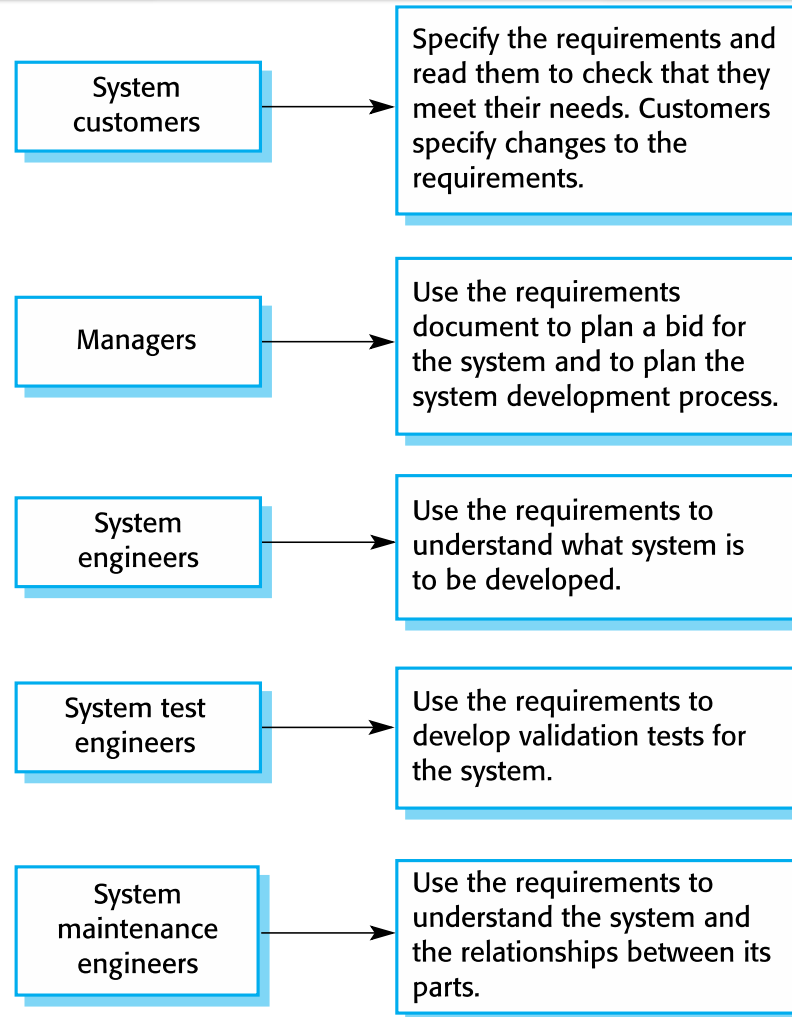 System
customers
Specify the requirements and
read them to check that they
meet their needs. Customers
specify changes to the
requirements.
Managers
Use the requirements
document to plan a bid for
the system and to plan the
system development process.
System
engineers
Use the requirements to
understand what system is
to be developed.
System test
engineers
Use the requirements to
develop validation tests for
the system.
System
maintenance
engineers
Use the requirements to
understand the system and
the relationships between its
parts.